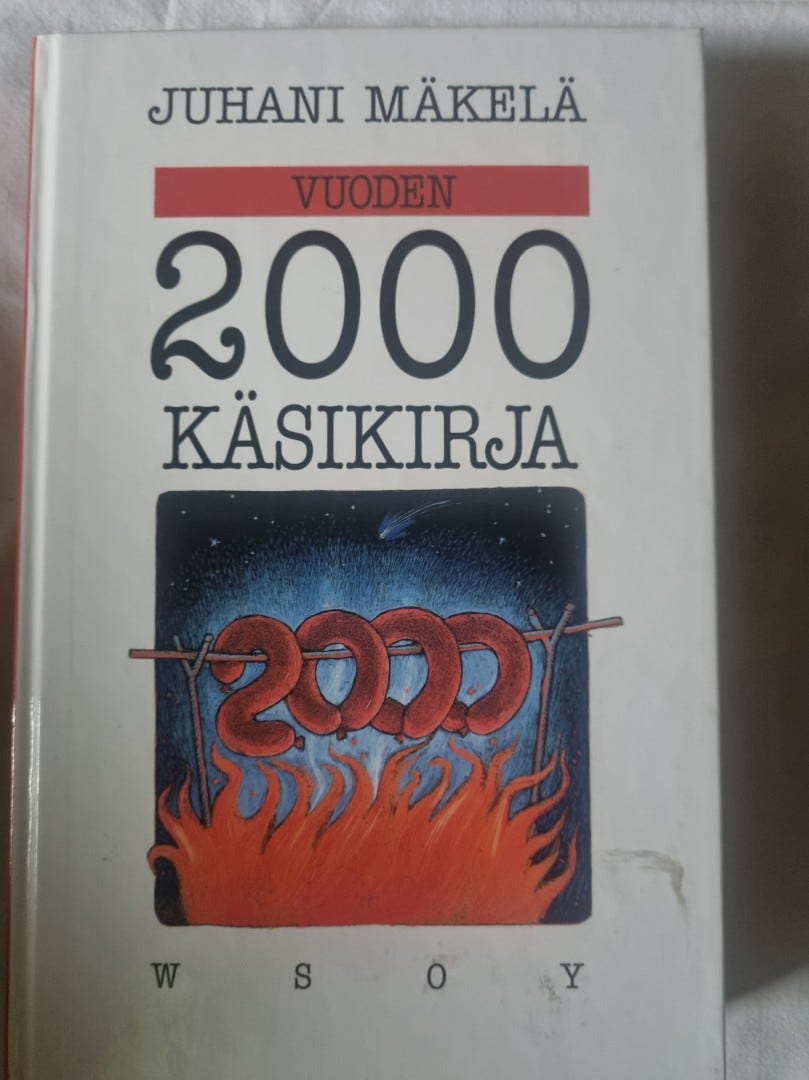 JUHANI MÄKELÄ
VUODEN
2000
KÄSIKIRJA
2000
W S O Y